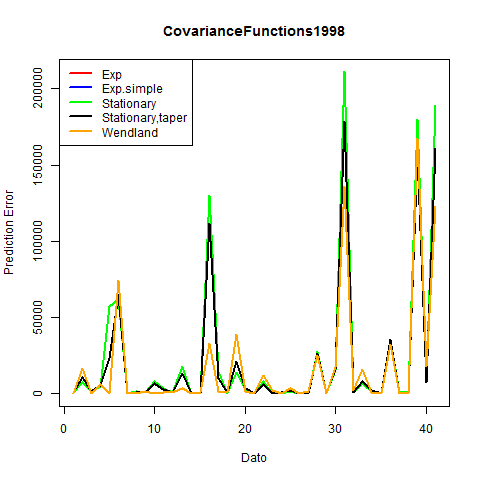 CovarianceFunctions1998
Exp
Exp.simple
Stationary
Stationary,taper
Wendland
Prediction Error
0
50000
100000
150000
200000
0
10
20
30
40
Dato